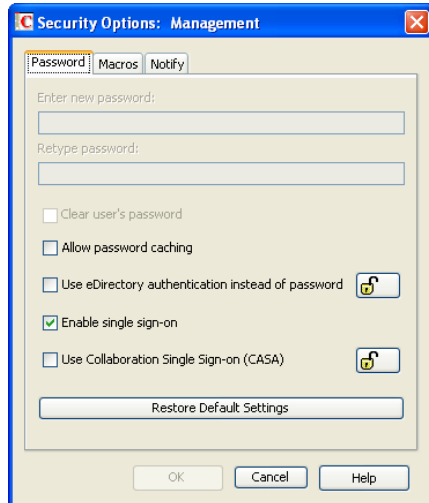 C Security Options: Management
Password Macros Notify
Enter new password:
Retype password:
Clear user's password
Allow password caching
Use eDirectory authentication instead of password
Enable single sign-on
Use Collaboration Single Sign-on (CASA)
Restore Default Settings
OK Cancel Help